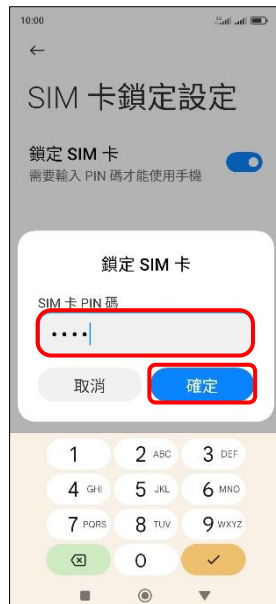 10:00
SIM 卡鎖定設定
鎖定 SIM 卡
需要輸入 PIN 碼才能使用手機
鎖定 SIM 卡
SIM 卡 PIN 碼
••••
取消 確定
1 2 ABC 3 DEF
4 GHI 5 JKL 6 MNO
7 PQRS 8 TUV 9 WXYZ
0